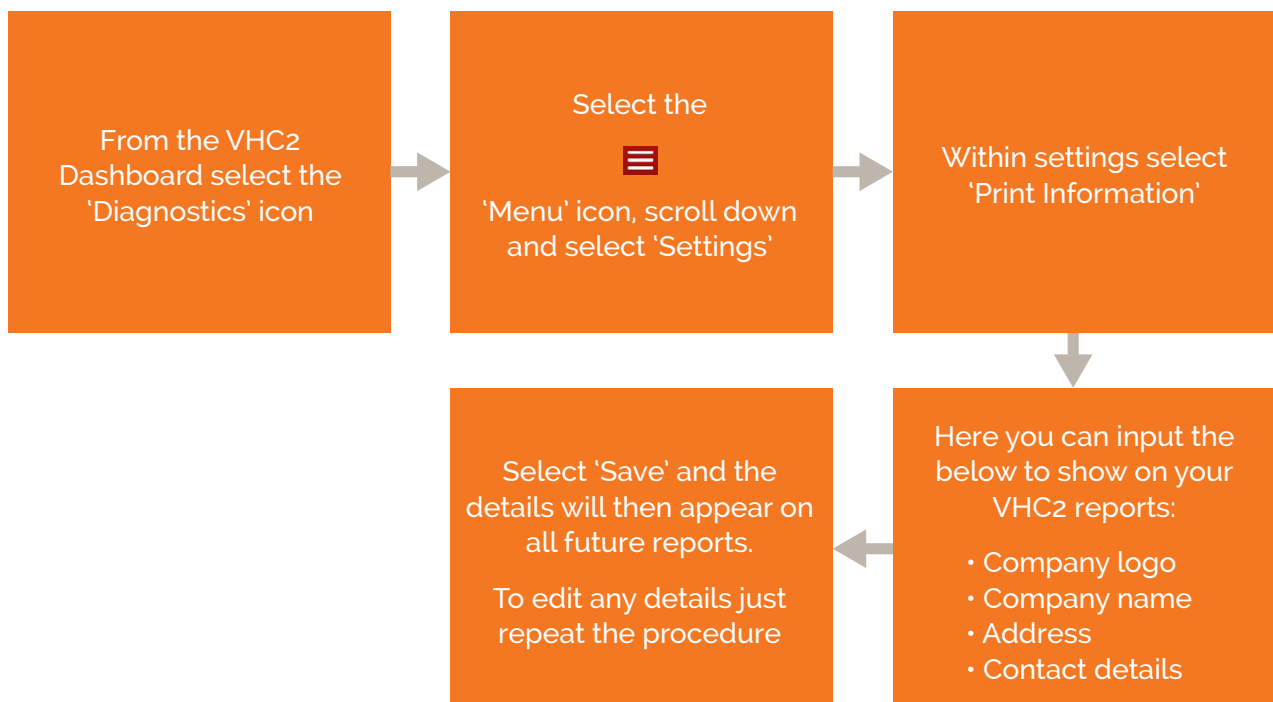 From the VHC2
Dashboard select the
‘Diagnostics’ icon
Select the
‘Menu’ icon, scroll down
and select ‘Settings’
Within settings select
‘Print Information’
Here you can input the
below to show on your
VHC2 reports:
• Company logo
• Company name
• Address
• Contact details
Select ‘Save’ and the
details will then appear on
all future reports.
To edit any details just
repeat the procedure